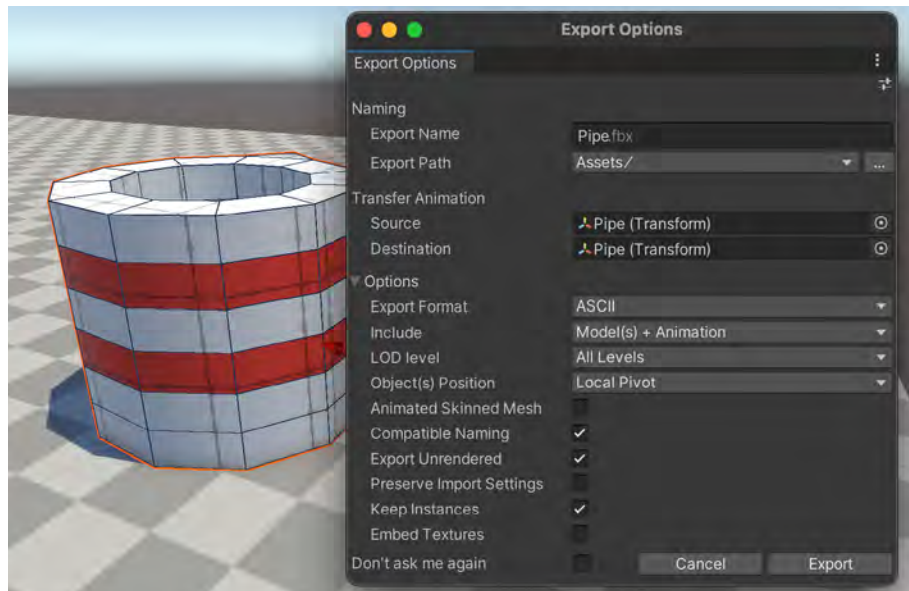 Export Options
Export Options
Naming
Export Name Pipe.fbx
Export Path Assets/ ...
Transfer Animation
Source Pipe (Transform)
Destination Pipe (Transform)
Options
Export Format ASCII
Include Model(s) + Animation
LOD level All Levels
Object(s) Position Local Pivot
Animated Skinned Mesh
Compatible Naming
Export Unrendered
Preserve Import Settings
Keep Instances
Embed Textures
Don't ask me again Cancel Export